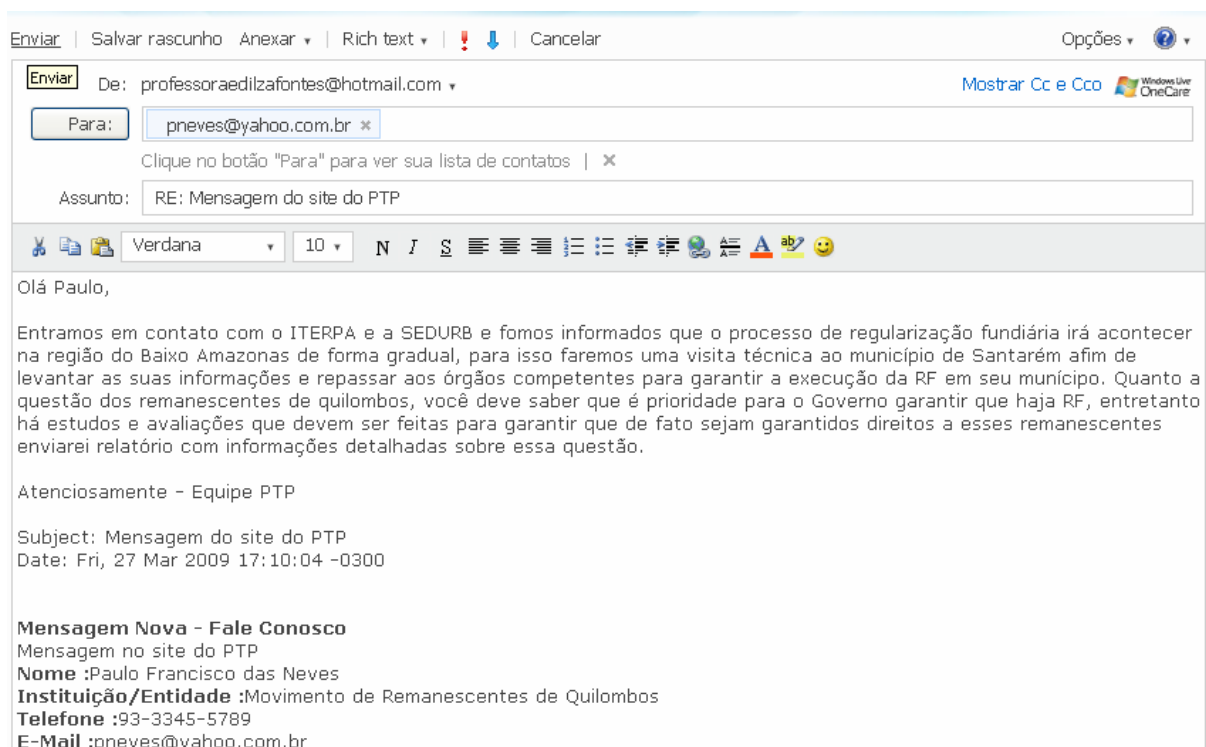 Enviar | Salvar rascunho Anexar | Rich text | Cancelar Opções
Enviar De: professoraedilzafontes@hotmail.com Mostrar Cc e Cco Windows Live OneCare
Para: pneves@yahoo.com.br ×
Clique no botão "Para" para ver sua lista de contatos | ×
Assunto: RE: Mensagem do site do PTP
Verdana 10 N I S A ab
Olá Paulo,
Entramos em contato com o ITERPA e a SEDURB e fomos informados que o processo de regularização fundiária irá acontecer
na região do Baixo Amazonas de forma gradual, para isso faremos uma visita técnica ao município de Santarém afim de
levantar as suas informações e repassar aos órgãos competentes para garantir a execução da RF em seu munícipo. Quanto a
questão dos remanescentes de quilombos, você deve saber que é prioridade para o Governo garantir que haja RF, entretanto
há estudos e avaliações que devem ser feitas para garantir que de fato sejam garantidos direitos a esses remanescentes
enviarei relatório com informações detalhadas sobre essa questão.
Atenciosamente - Equipe PTP
Subject: Mensagem do site do PTP
Date: Fri, 27 Mar 2009 17:10:04 -0300
Mensagem Nova - Fale Conosco
Mensagem no site do PTP
Nome :Paulo Francisco das Neves
Instituição/Entidade :Movimento de Remanescentes de Quilombos
Telefone :93-3345-5789
E-Mail :pneves@yahoo.com.br